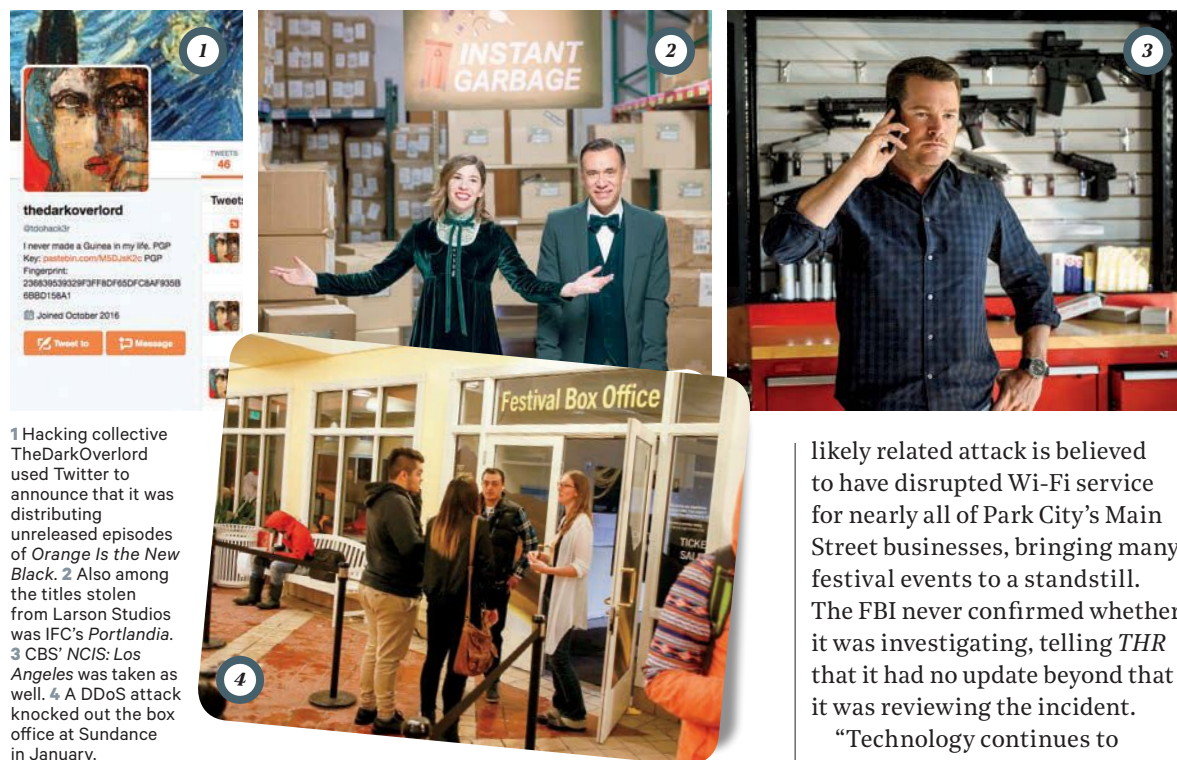 1
TWEETS
46
Tweets
thedarkoverlord
@tdohack3r
I never made a Guinea in my life. PGP
Key: pastebin.com/M5DJsK2c PGP
Fingerprint:
236839539329F3FF8DF65DFC8AF935B
6BBD158A1
Joined October 2016
Tweet to
Message
2
INSTANT
GARBAGE
3
Festival Box Office
TICKE
SALE
4
1 Hacking collective
TheDarkOverlord
used Twitter to
announce that it was
distributing
unreleased episodes
of Orange Is the New
Black. 2 Also among
the titles stolen
from Larson Studios
was IFC’s Portlandia.
3 CBS’ NCIS: Los
Angeles was taken as
well. 4 A DDoS attack
knocked out the box
office at Sundance
in January.
likely related attack is believed
to have disrupted Wi-Fi service
for nearly all of Park City’s Main
Street businesses, bringing many
festival events to a standstill.
The FBI never confirmed whether
it was investigating, telling THR
that it had no update beyond that
it was reviewing the incident.
“Technology continues to